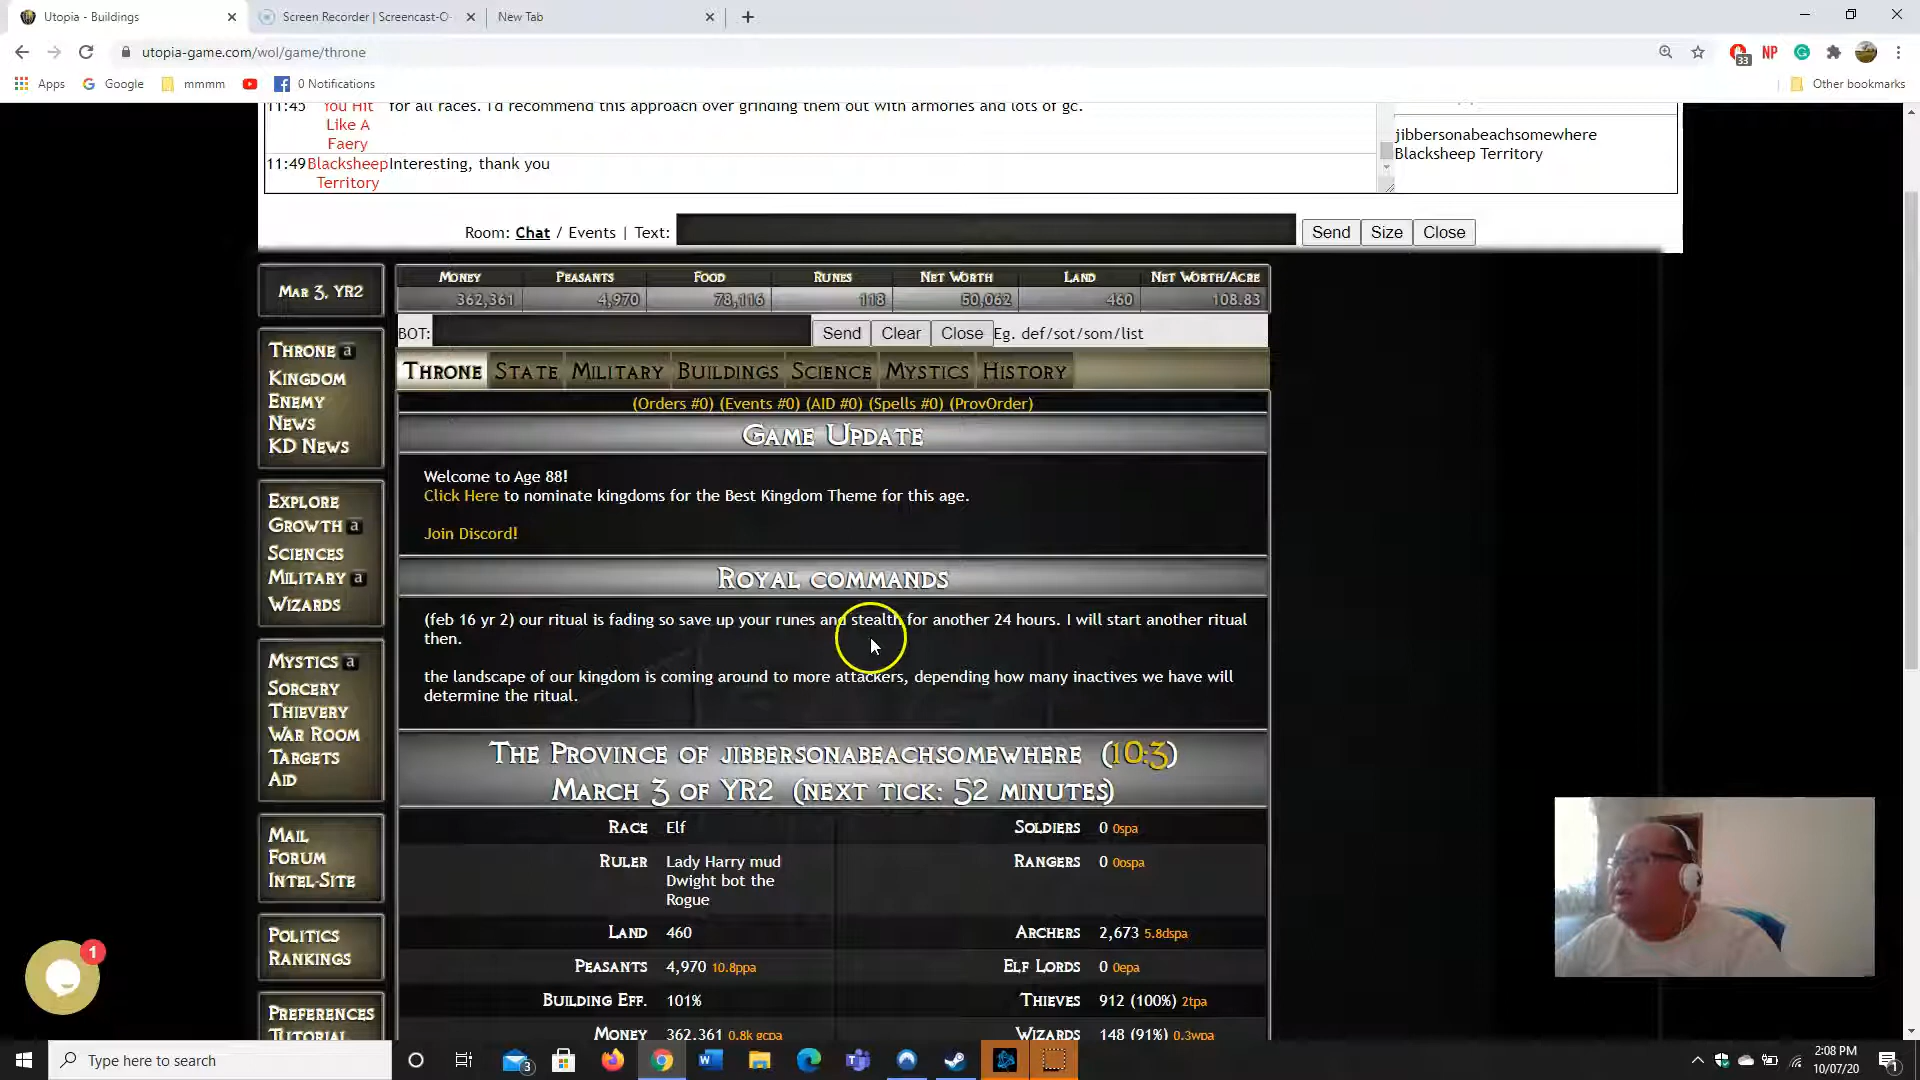 Utopia - Buildings
Screen Recorder | Screencast-O-
New Tab
utopia-game.com/wol/game/throne
33
NP
Apps
Google
mmmm
0 Notifications
Other bookmarks
11:45 You Hit Like A Faery for all races. I'd recommend this approach over grinding them out with armories and lots of gc.
11:49 Blacksheep Territory Interesting, thank you
jibbersonabeachsomewhere
Blacksheep Territory
Room: Chat / Events | Text:
Send Size Close
Mar 3, YR2
Money Peasants Food Runes Net Worth Land Net Worth/Acre
362,361 4,970 78,116 118 50,062 460 108.83
BOT: Send Clear Close Eg. def/sot/som/list
Throne a
Kingdom
Enemy
News
KD News
Explore
Growth a
Sciences
Military a
Wizards
Mystics a
Sorcery
Thievery
War Room
Targets
Aid
Mail
Forum
Intel-Site
Politics
Rankings
Preferences
Tutorial
1
Throne State Military Buildings Science Mystics History
(Orders #0) (Events #0) (AID #0) (Spells #0) (ProvOrder)
Game Update
Welcome to Age 88!
Click Here to nominate kingdoms for the Best Kingdom Theme for this age.
Join Discord!
Royal commands
(feb 16 yr 2) our ritual is fading so save up your runes and stealth for another 24 hours. I will start another ritual
then.
the landscape of our kingdom is coming around to more attackers, depending how many inactives we have will
determine the ritual.
The Province of jibbersonabeachsomewhere (10:3)
March 3 of YR2 (next tick: 52 minutes)
Race Elf
Soldiers 0 0spa
Ruler Lady Harry mud
Dwight bot the
Rogue
Rangers 0 0ospa
Land 460
Archers 2,673 5.8dspa
Peasants 4,970 10.8ppa
Elf Lords 0 0epa
Building Eff. 101%
Thieves 912 (100%) 2tpa
Money 362,361 0.8k gcpa
Wizards 148 (91%) 0.3wpa
Type here to search
3
2:08 PM
10/07/20
1